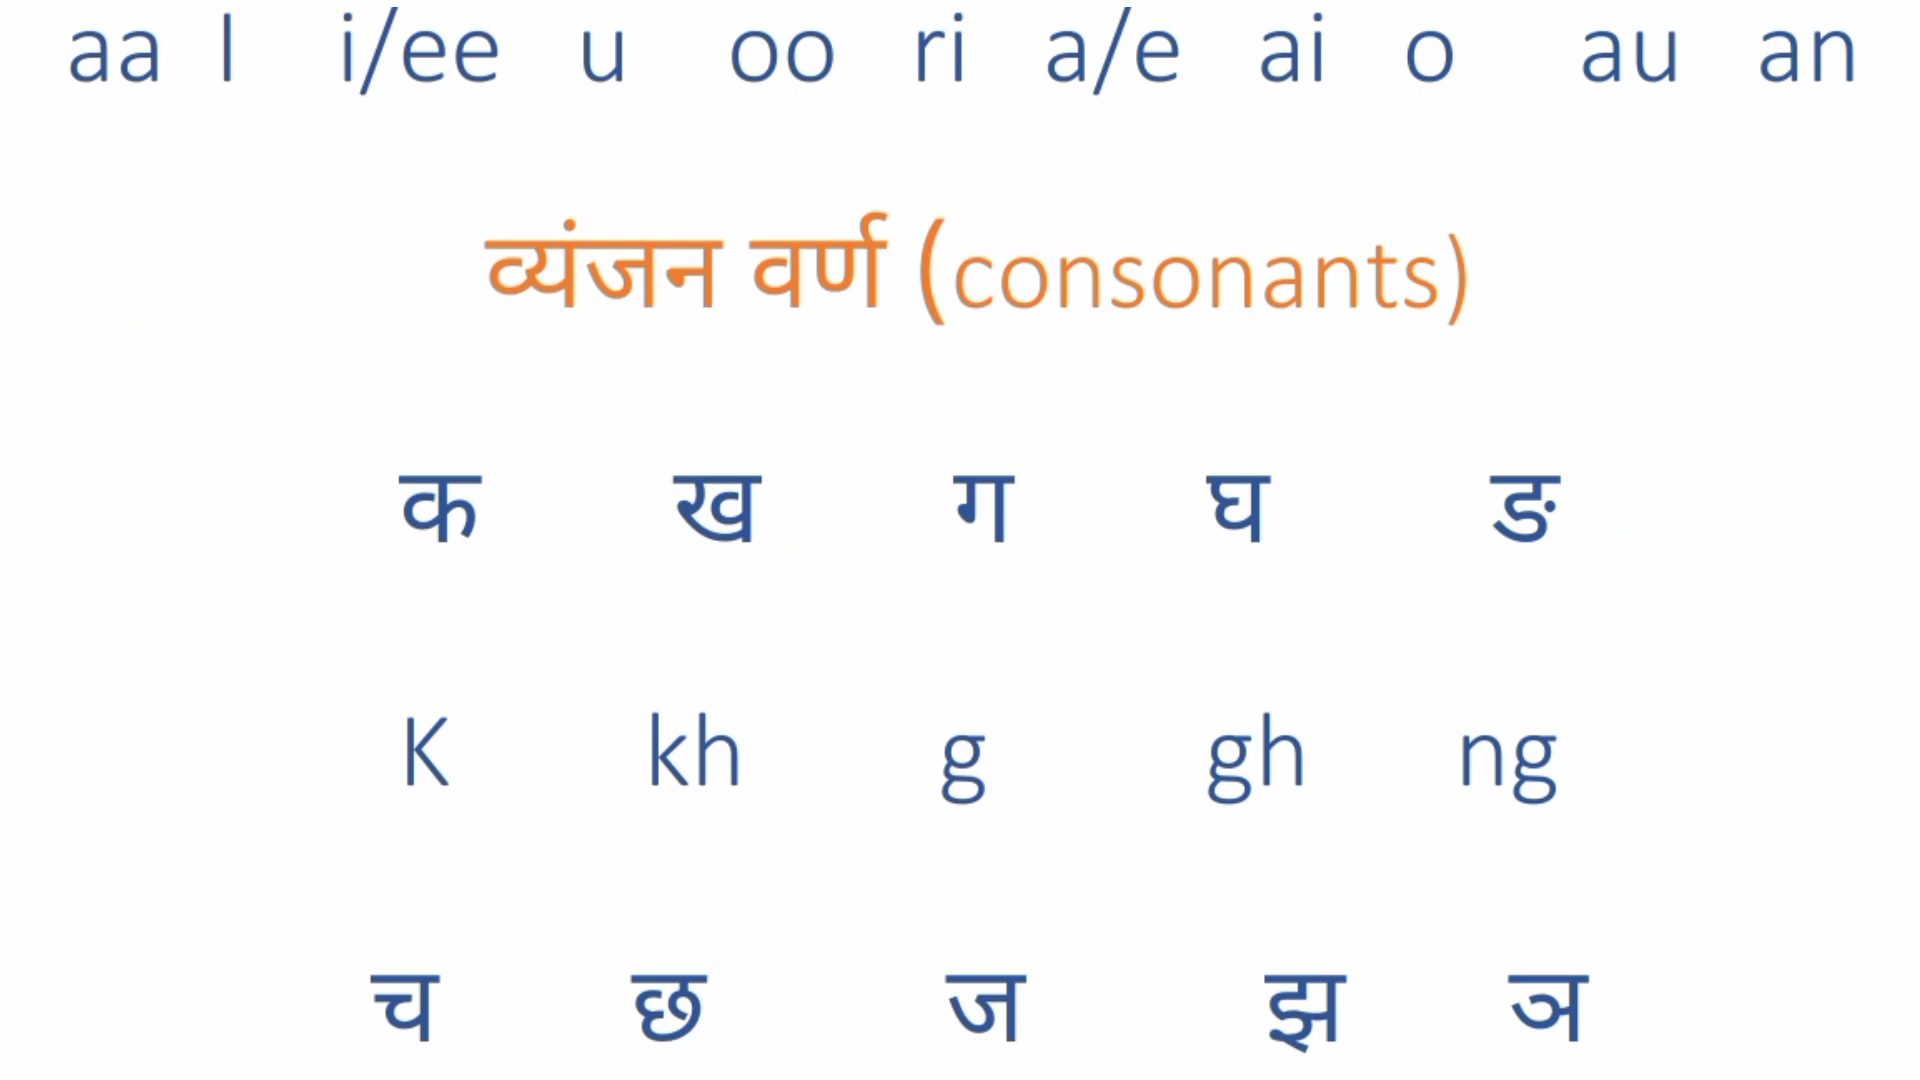 aa I i/ee u oo ri a/e ai o au an
व्यंजन वर्ण (consonants)
क ख ग घ ङ
K kh g gh ng
च छ ज झ ञ